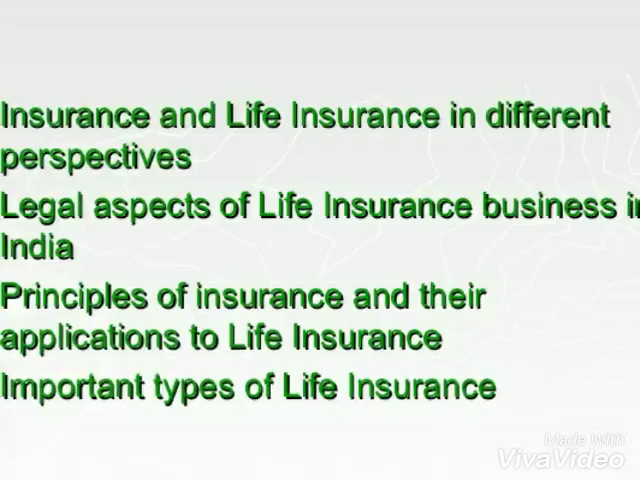 Insurance and Life Insurance in different
perspectives
Legal aspects of Life Insurance business in
India
Principles of insurance and their
applications to Life Insurance
Important types of Life Insurance
Made With
VivaVideo